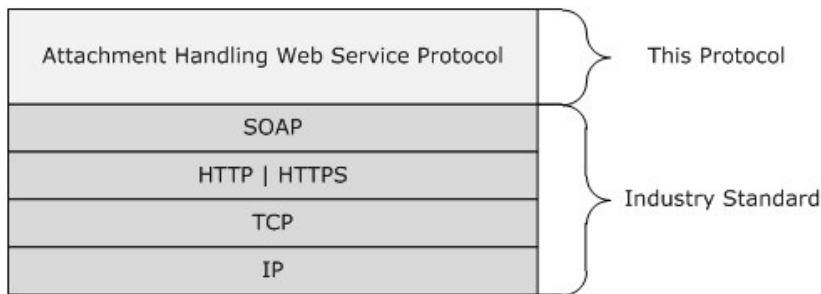 Attachment Handling Web Service Protocol
This Protocol
SOAP
HTTP | HTTPS
TCP
IP
Industry Standard